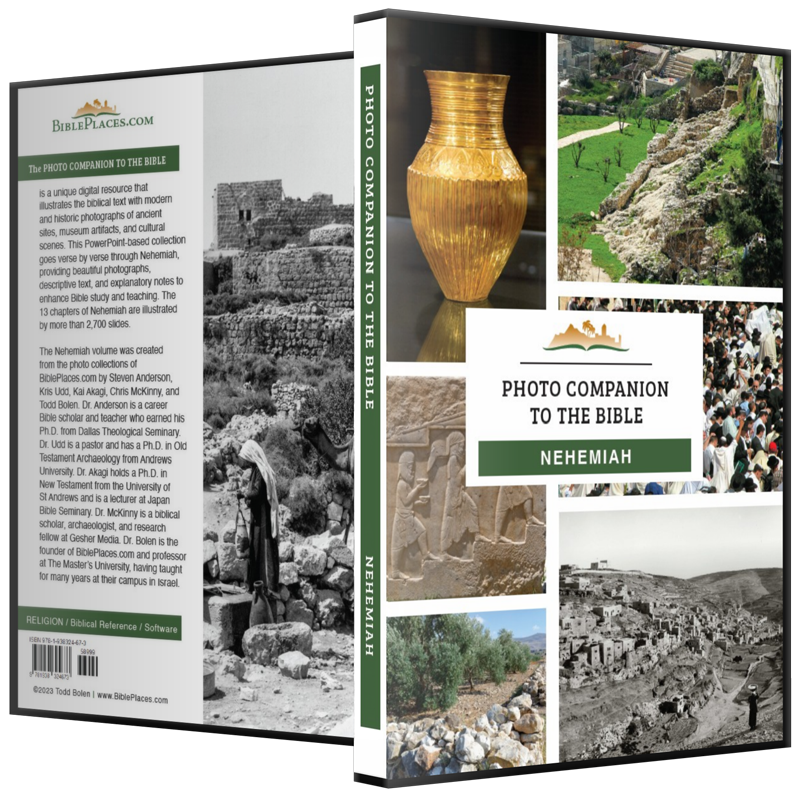 BIBLEPLACES.COM
The PHOTO COMPANION TO THE BIBLE
is a unique digital resource that
illustrates the biblical text with modern
and historic photographs of ancient
sites, museum artifacts, and cultural
scenes. This PowerPoint-based collection
goes verse by verse through Nehemiah,
providing beautiful photographs,
descriptive text, and explanatory notes to
enhance Bible study and teaching. The
13 chapters of Nehemiah are illustrated
by more than 2,700 slides.
The Nehemiah volume was created
from the photo collections of
BiblePlaces.com by Steven Anderson,
Kris Udd, Kai Akagi, Chris McKinny, and
Todd Bolen. Dr. Anderson is a career
Bible scholar and teacher who earned his
Ph.D. from Dallas Theological Seminary.
Dr. Udd is a pastor and has a Ph.D. in Old
Testament Archaeology from Andrews
University. Dr. Akagi holds a Ph.D. in
New Testament from the University of
St Andrews and is a lecturer at Japan
Bible Seminary. Dr. McKinny is a biblical
scholar, archaeologist, and research
fellow at Gesher Media. Dr. Bolen is the
founder of BiblePlaces.com and professor
at The Master's University, having taught
for many years at their campus in Israel.
RELIGION / Biblical Reference / Software
©2023 Todd Bolen | www.BiblePlaces.com
PHOTO COMPANION TO THE BIBLE
NEHEMIAH
PHOTO COMPANION
TO THE BIBLE
NEHEMIAH